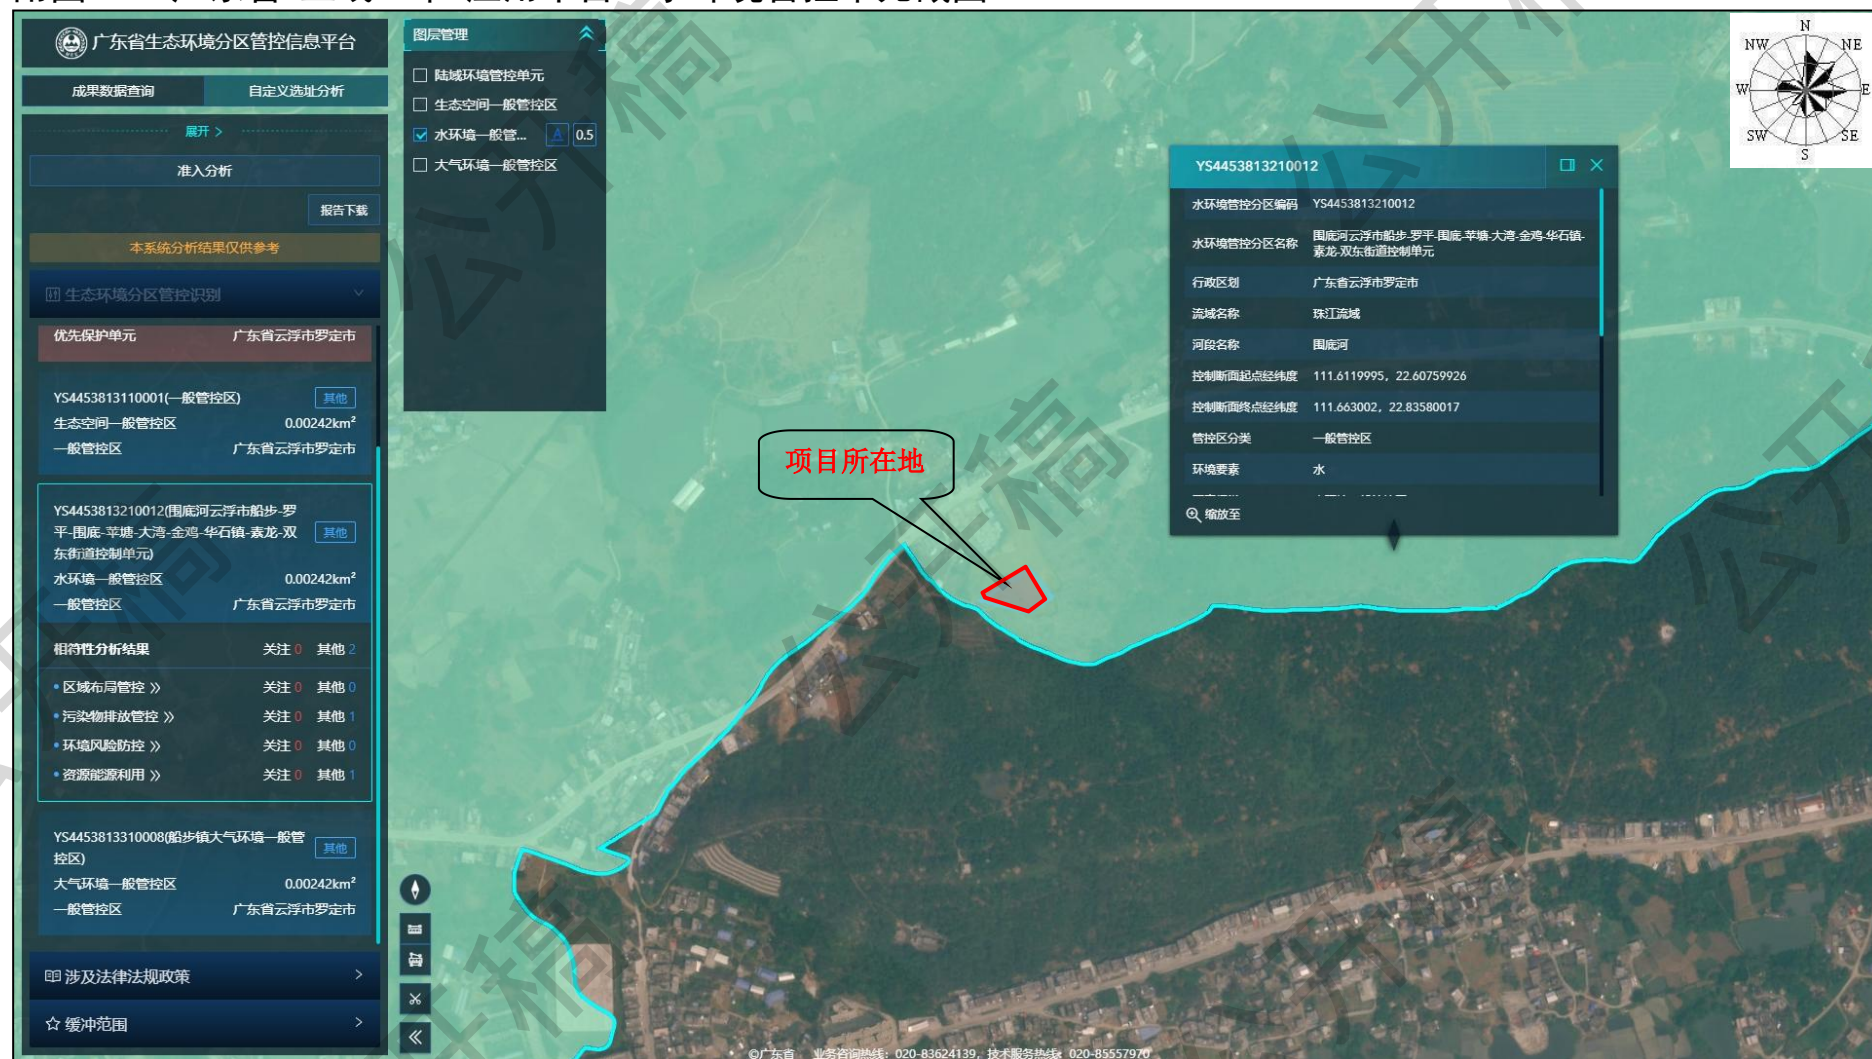 广东省生态环境分区管控信息平台
成果数据查询
自定义选址分析
展开 >
准入分析
报告下载
本系统分析结果仅供参考
生态环境分区管控识别
优先保护单元 广东省云浮市罗定市
YS4453813110001(一般管控区) 其他
生态空间一般管控区 0.00242km²
一般管控区 广东省云浮市罗定市
YS4453813210012(围底河云浮市船步-罗
平-围底-苹塘-大湾-金鸡-华石镇-素龙-双 其他
东街道控制单元)
水环境一般管控区 0.00242km²
一般管控区 广东省云浮市罗定市
相符性分析结果 关注 0 其他 2
区域布局管控 》 关注 0 其他 0
污染物排放管控 》 关注 0 其他 1
环境风险防控 》 关注 0 其他 0
资源能源利用 》 关注 0 其他 1
YS4453813310008(船步镇大气环境一般管
控区) 其他
大气环境一般管控区 0.00242km²
一般管控区 广东省云浮市罗定市
涉及法律法规政策 >
缓冲范围 >
图层管理
陆域环境管控单元
生态空间一般管控区
水环境一般管... A 0.5
大气环境一般管控区
项目所在地
YS4453813210012
水环境管控分区编码 YS4453813210012
水环境管控分区名称 围底河云浮市船步-罗平-围底-苹塘-大湾-金鸡-华石镇-
素龙-双东街道控制单元
行政区划 广东省云浮市罗定市
流域名称 珠江流域
河段名称 围底河
控制断面起点经纬度 111.6119995, 22.60759926
控制断面终点经纬度 111.663002, 22.83580017
管控区分类 一般管控区
环境要素 水
缩放至
N
NW NE
W E
SW SE
S
©广东省 业务咨询热线：020-83624139，技术服务热线：020-85557970
公开稿
公开稿
公开稿
公开稿